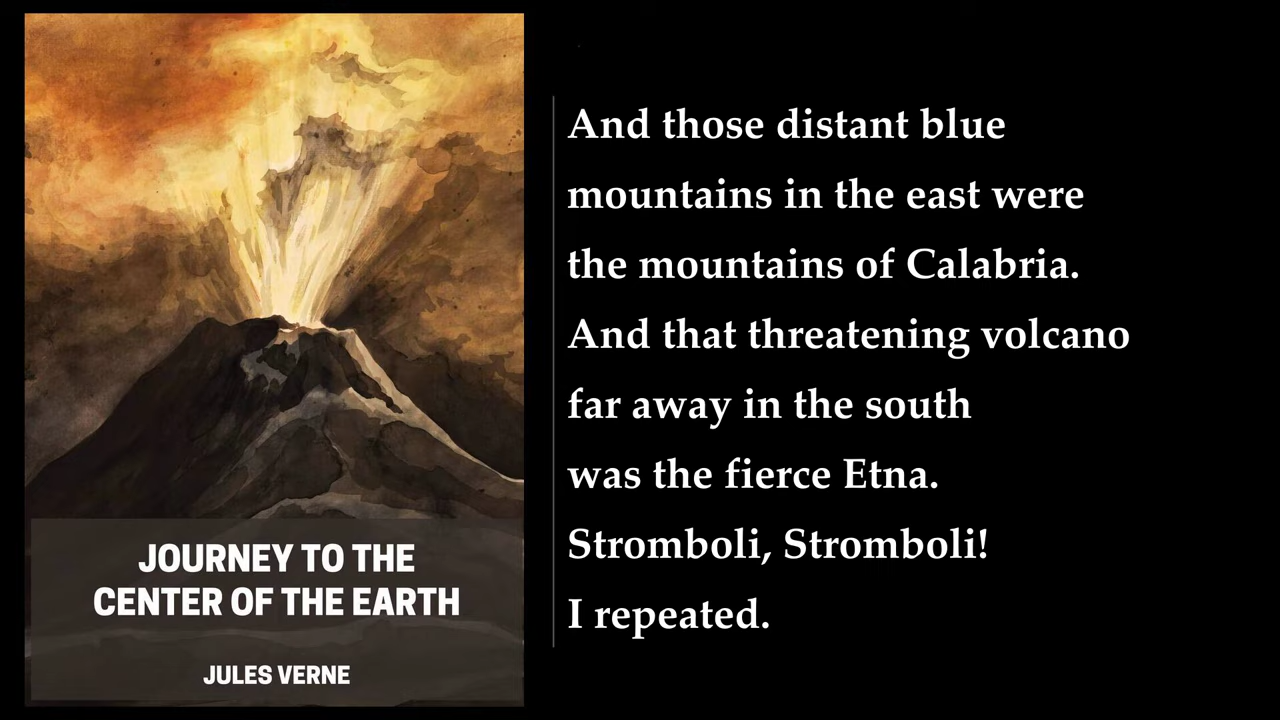 JOURNEY TO THE
CENTER OF THE EARTH
JULES VERNE
And those distant blue
mountains in the east were
the mountains of Calabria.
And that threatening volcano
far away in the south
was the fierce Etna.
Stromboli, Stromboli!
I repeated.